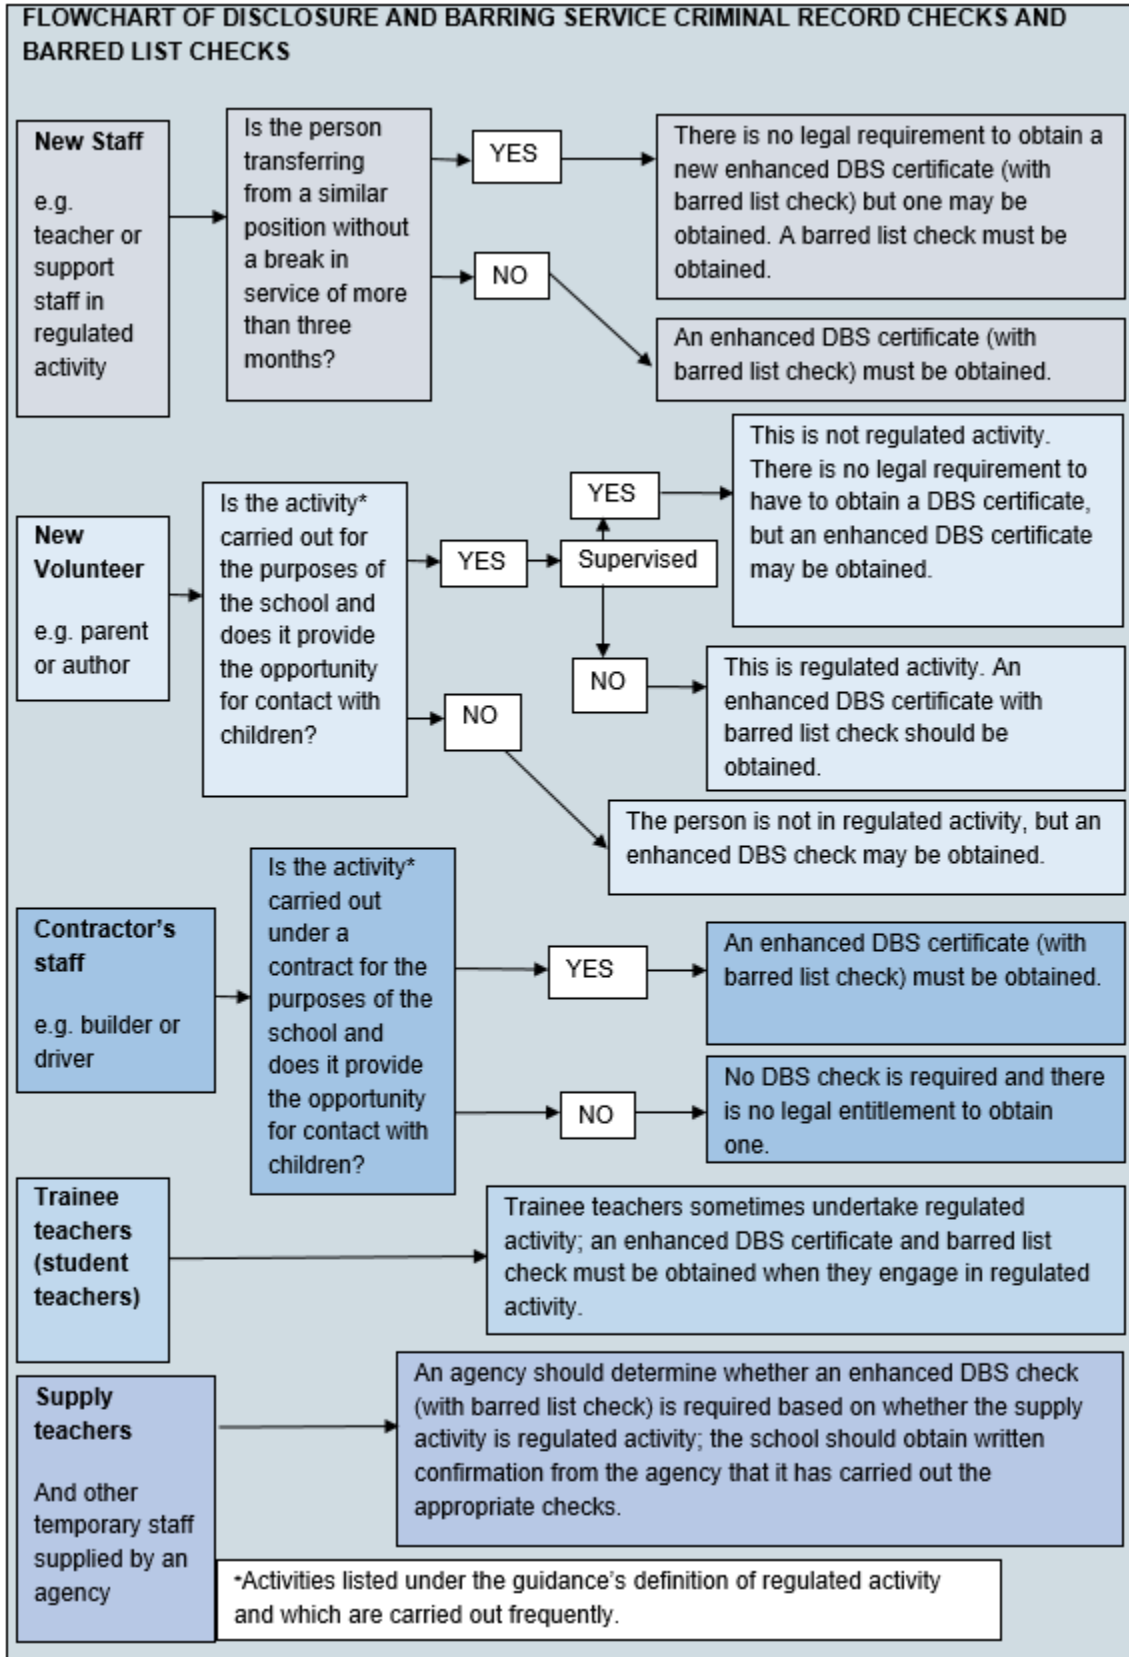 FLOWCHART OF DISCLOSURE AND BARRING SERVICE CRIMINAL RECORD CHECKS AND
BARRED LIST CHECKS
New Staff
e.g.
teacher or
support
staff in
regulated
activity
Is the person
transferring
from a similar
position without
a break in
service of more
than three
months?
YES
There is no legal requirement to obtain a
new enhanced DBS certificate (with
barred list check) but one may be
obtained. A barred list check must be
obtained.
NO
An enhanced DBS certificate (with
barred list check) must be obtained.
New
Volunteer
e.g. parent
or author
Is the activity*
carried out for
the purposes of
the school and
does it provide
the opportunity
for contact with
children?
YES
Supervised
YES
This is not regulated activity.
There is no legal requirement to
have to obtain a DBS certificate,
but an enhanced DBS certificate
may be obtained.
NO
This is regulated activity. An
enhanced DBS certificate with
barred list check should be
obtained.
NO
The person is not in regulated activity, but an
enhanced DBS check may be obtained.
Contractor’s
staff
e.g. builder or
driver
Is the activity*
carried out
under a
contract for the
purposes of the
school and
does it provide
the opportunity
for contact with
children?
YES
An enhanced DBS certificate (with
barred list check) must be obtained.
NO
No DBS check is required and there
is no legal entitlement to obtain
one.
Trainee
teachers
(student
teachers)
Trainee teachers sometimes undertake regulated
activity; an enhanced DBS certificate and barred list
check must be obtained when they engage in regulated
activity.
Supply
teachers
And other
temporary staff
supplied by an
agency
An agency should determine whether an enhanced DBS check
(with barred list check) is required based on whether the supply
activity is regulated activity; the school should obtain written
confirmation from the agency that it has carried out the
appropriate checks.
*Activities listed under the guidance’s definition of regulated activity
and which are carried out frequently.